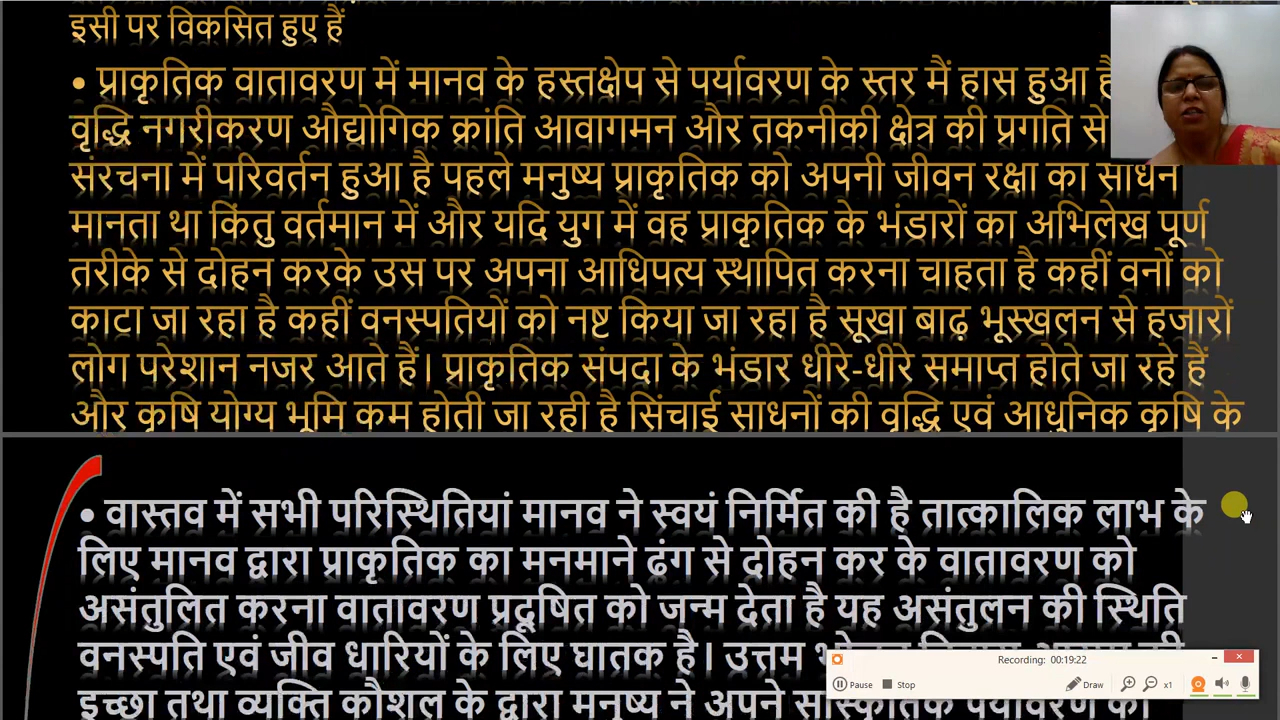 इसी पर विकसित हुए हैं
• प्राकृतिक वातावरण में मानव के हस्तक्षेप से पर्यावरण के स्तर मैं हास हुआ है
वृद्धि नगरीकरण औद्योगिक क्रांति आवागमन और तकनीकी क्षेत्र की प्रगति से
संरचना में परिवर्तन हुआ है पहले मनुष्य प्राकृतिक को अपनी जीवन रक्षा का साधन
मानता था किंतु वर्तमान में और यदि युग में वह प्राकृतिक के भंडारों का अभिलेख पूर्ण
तरीके से दोहन करके उस पर अपना आधिपत्य स्थापित करना चाहता है कहीं वनों को
काटा जा रहा है कहीं वनस्पतियों को नष्ट किया जा रहा है सूखा बाढ़ भूस्खलन से हजारों
लोग परेशान नजर आते हैं। प्राकृतिक संपदा के भंडार धीरे-धीरे समाप्त होते जा रहे हैं
और कृषि योग्य भूमि कम होती जा रही है सिंचाई साधनों की वृद्धि एवं आधुनिक कृषि के
• वास्तव में सभी परिस्थितियां मानव ने स्वयं निर्मित की है तात्कालिक लाभ के
लिए मानव द्वारा प्राकृतिक का मनमाने ढंग से दोहन कर के वातावरण को
असंतुलित करना वातावरण प्रदूषित को जन्म देता है यह असंतुलन की स्थिति
वनस्पति एवं जीव धारियों के लिए घातक है। उत्तम
इच्छा तथा व्यक्ति कौशल के द्वारा मनुष्य ने अपने
Recording: 00:19:22
Pause Stop Draw x1